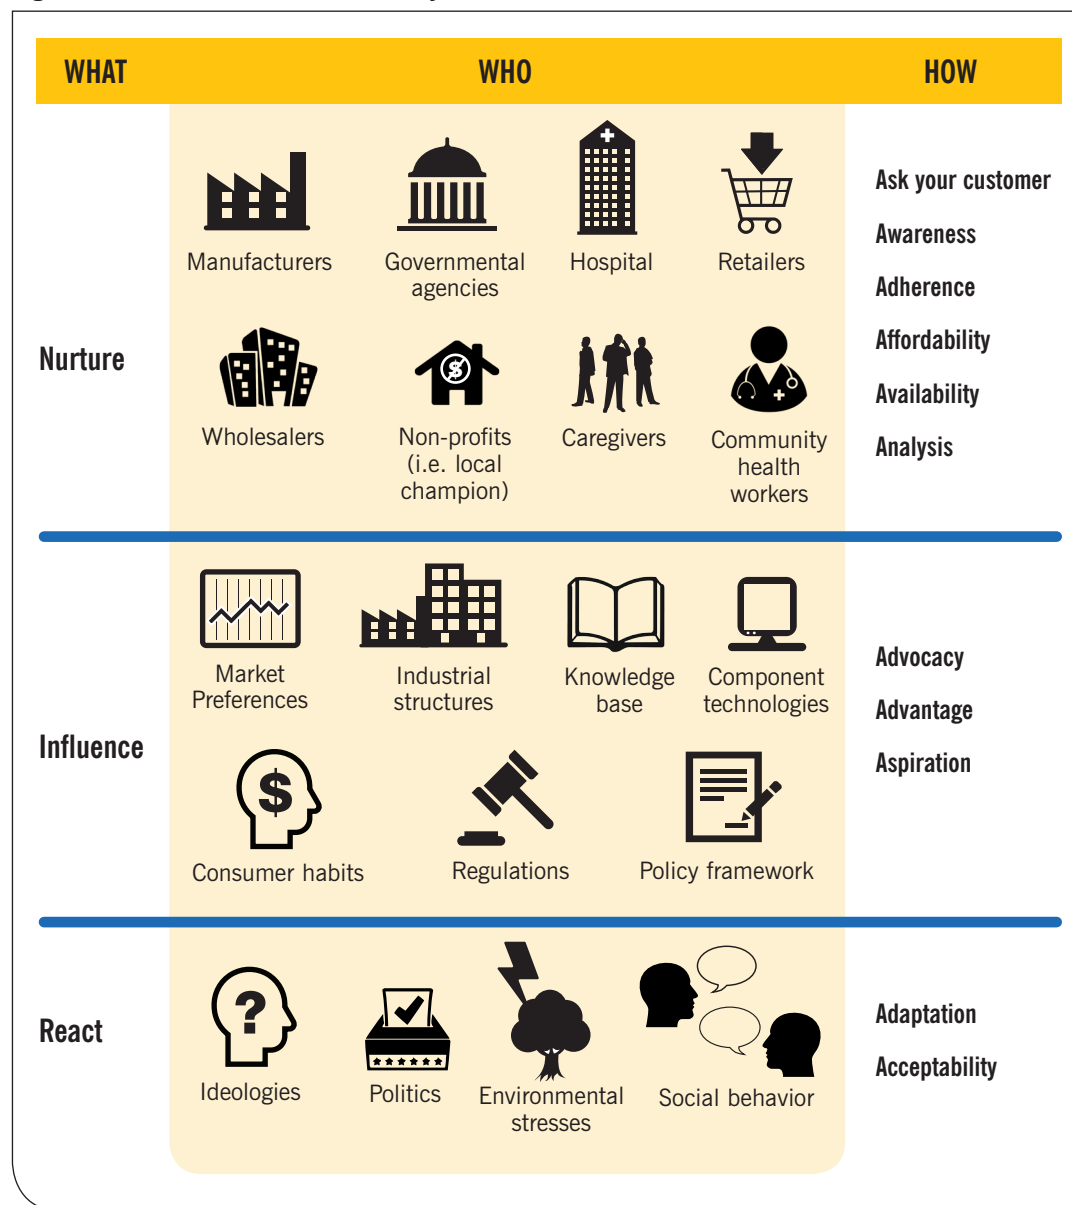 WHAT
WHO
HOW
Nurture
Manufacturers
Governmental
agencies
Hospital
Retailers
Wholesalers
Non-profits
(i.e. local
champion)
Caregivers
Community
health
workers
Ask your customer
Awareness
Adherence
Affordability
Availability
Analysis
Influence
Market
Preferences
Industrial
structures
Knowledge
base
Component
technologies
Consumer habits
Regulations
Policy framework
Advocacy
Advantage
Aspiration
React
Ideologies
Politics
Environmental
stresses
Social behavior
Adaptation
Acceptability